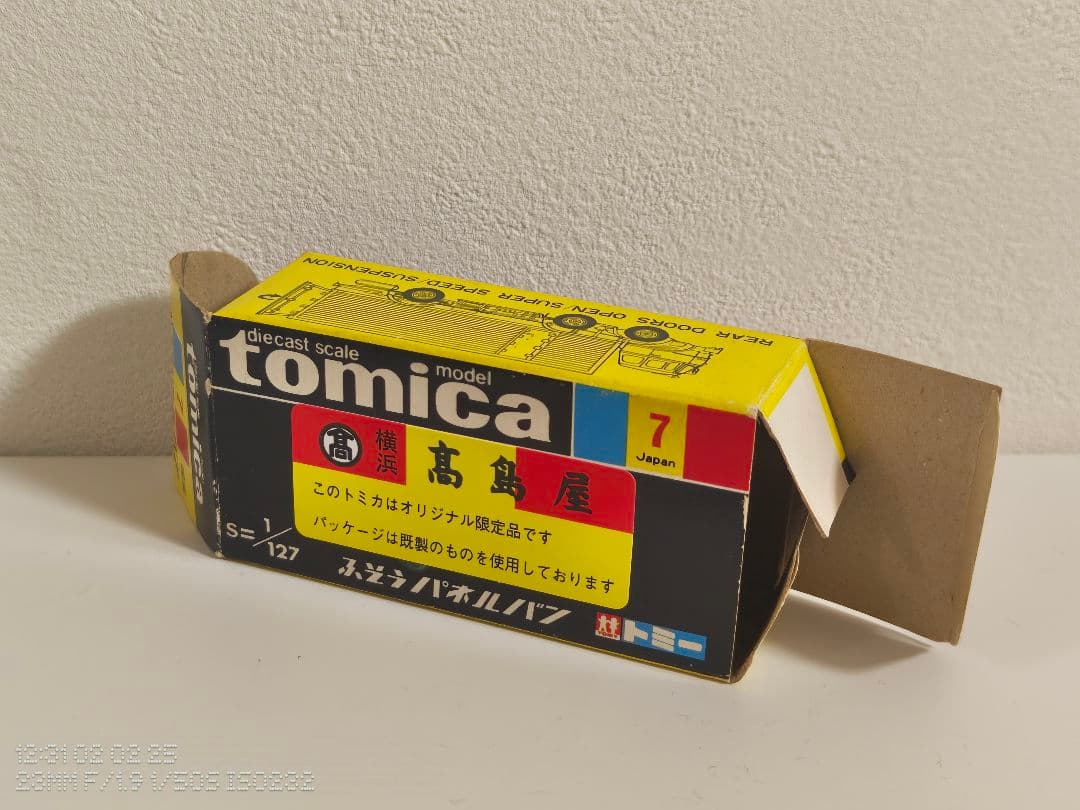 REAR DOORS OPEN/SUPER SPEED/SUSPENSION
diecast scale
model
tomica
7
Japan
髙 横浜 髙島屋
このトミカはオリジナル限定品です
パッケージは既製のものを使用しております
S=1/127
ふそうパネルバン
TOMY トミー
tomica